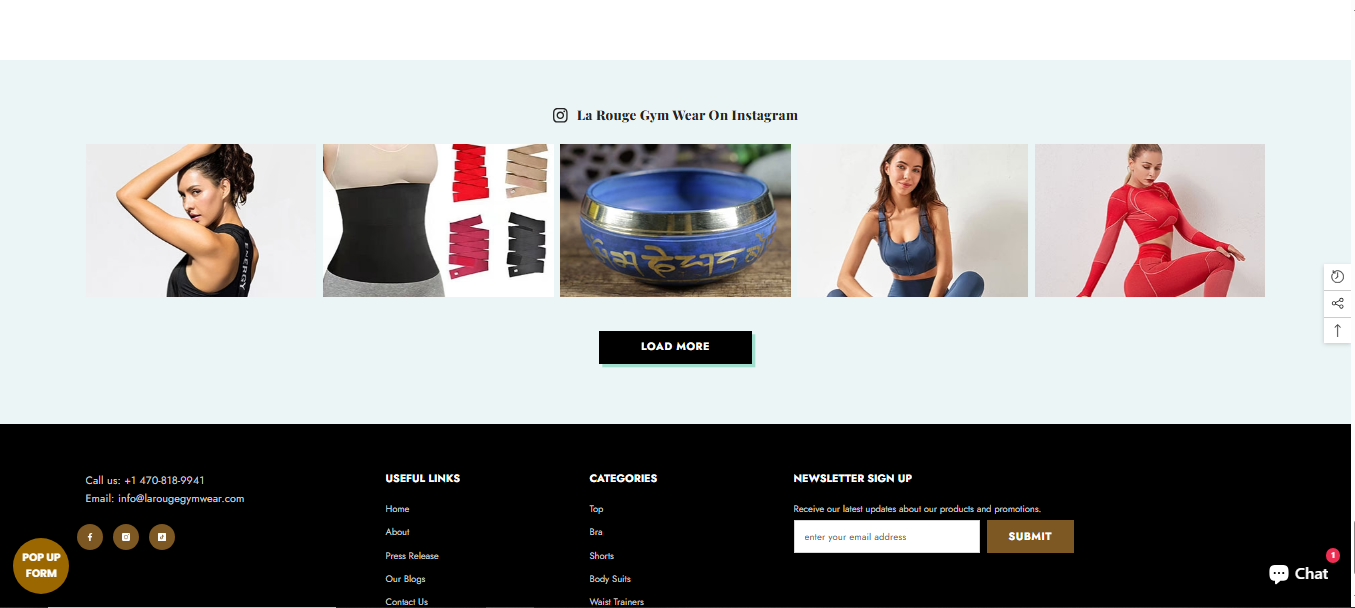 La Rouge Gym Wear On Instagram
ENERGY
LOAD MORE
Call us: +1 470-818-9941
Email: info@larougegymwear.com
POP UP
FORM
USEFUL LINKS
Home
About
Press Release
Our Blogs
Contact Us
CATEGORIES
Top
Bra
Shorts
Body Suits
Waist Trainers
NEWSLETTER SIGN UP
Receive our latest updates about our products and promotions.
enter your email address
SUBMIT
1
Chat